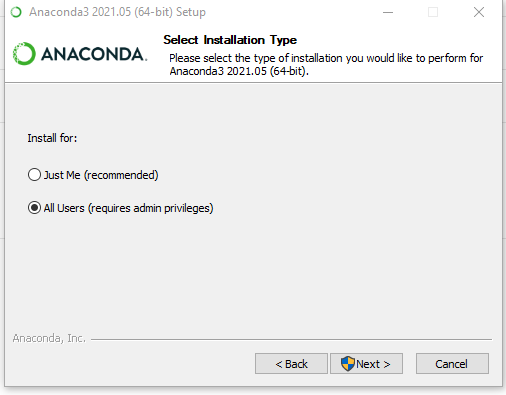 Anaconda3 2021.05 (64-bit) Setup
ANACONDA.
Select Installation Type
Please select the type of installation you would like to perform for
Anaconda3 2021.05 (64-bit).
Install for:
Just Me (recommended)
All Users (requires admin privileges)
Anaconda, Inc.
< Back
Next >
Cancel